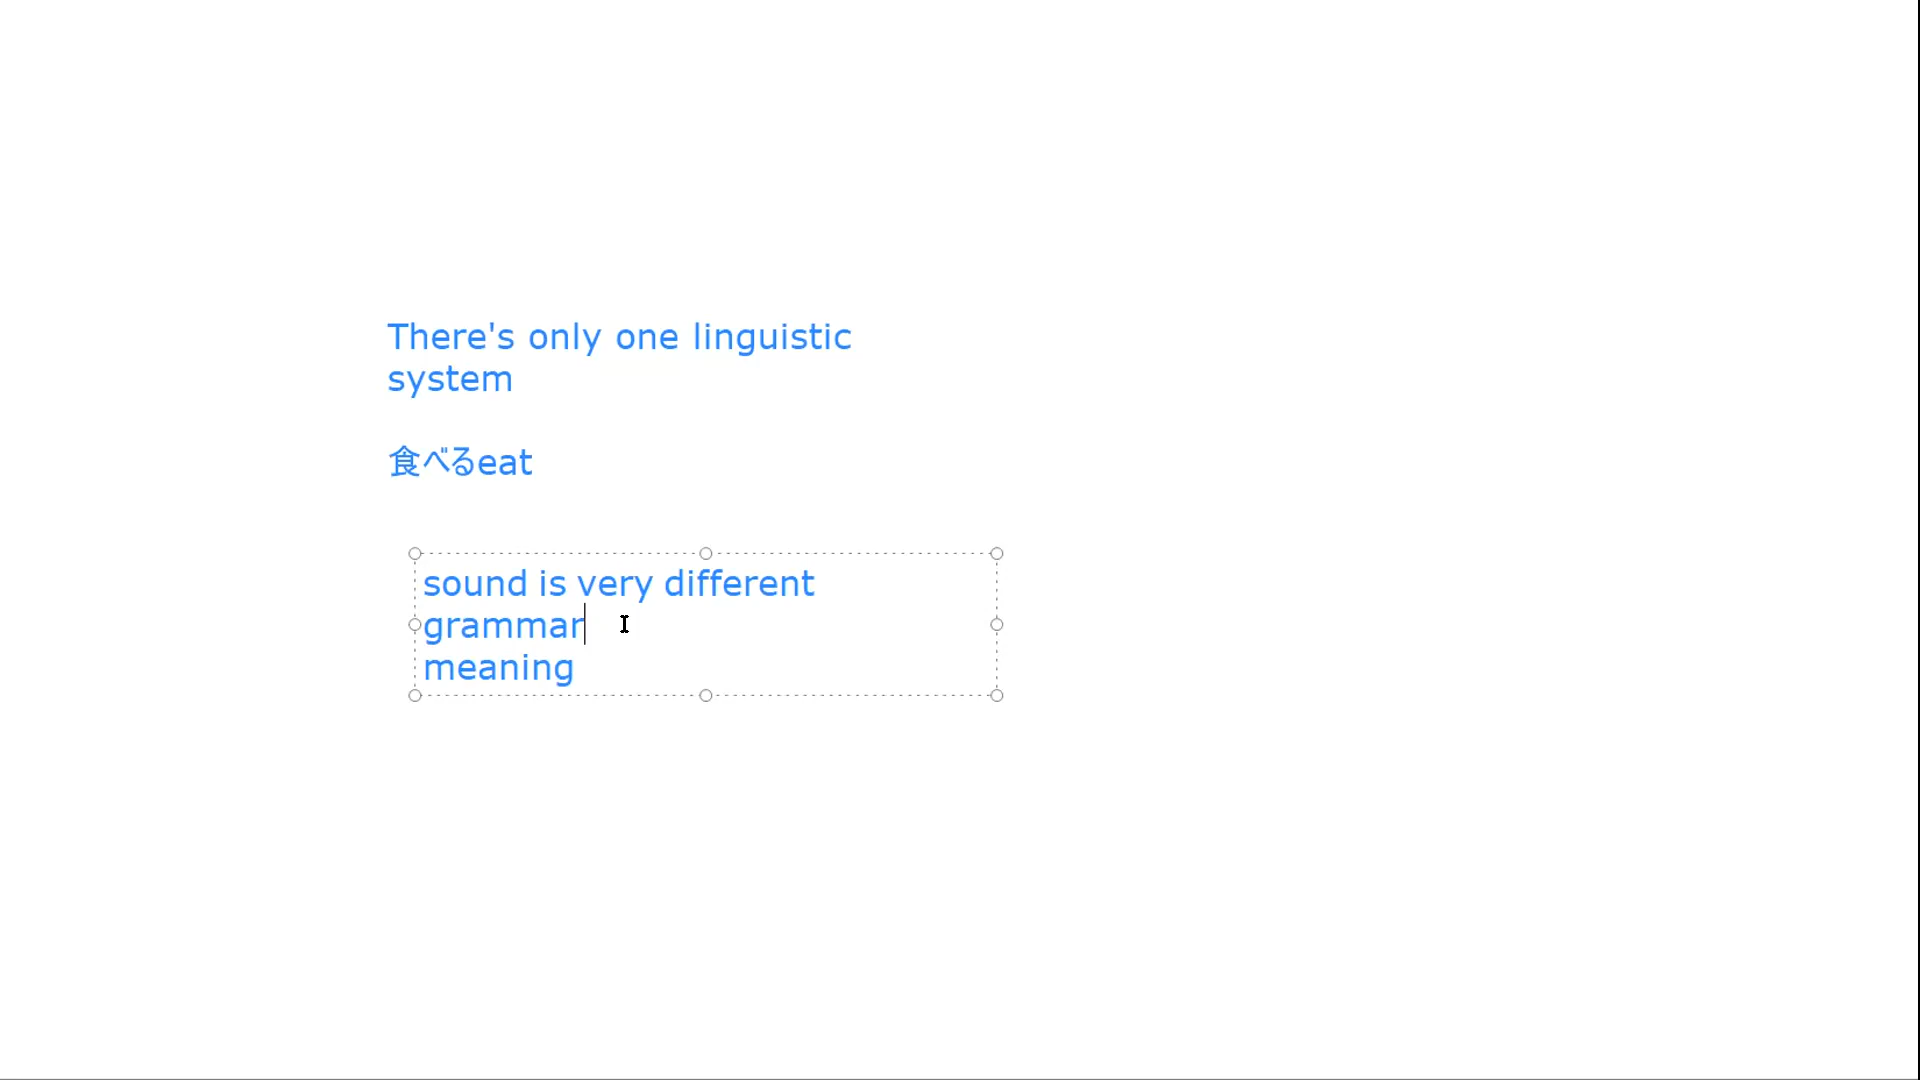 There's only one linguistic
system
食べるeat
sound is very different
grammar
meaning